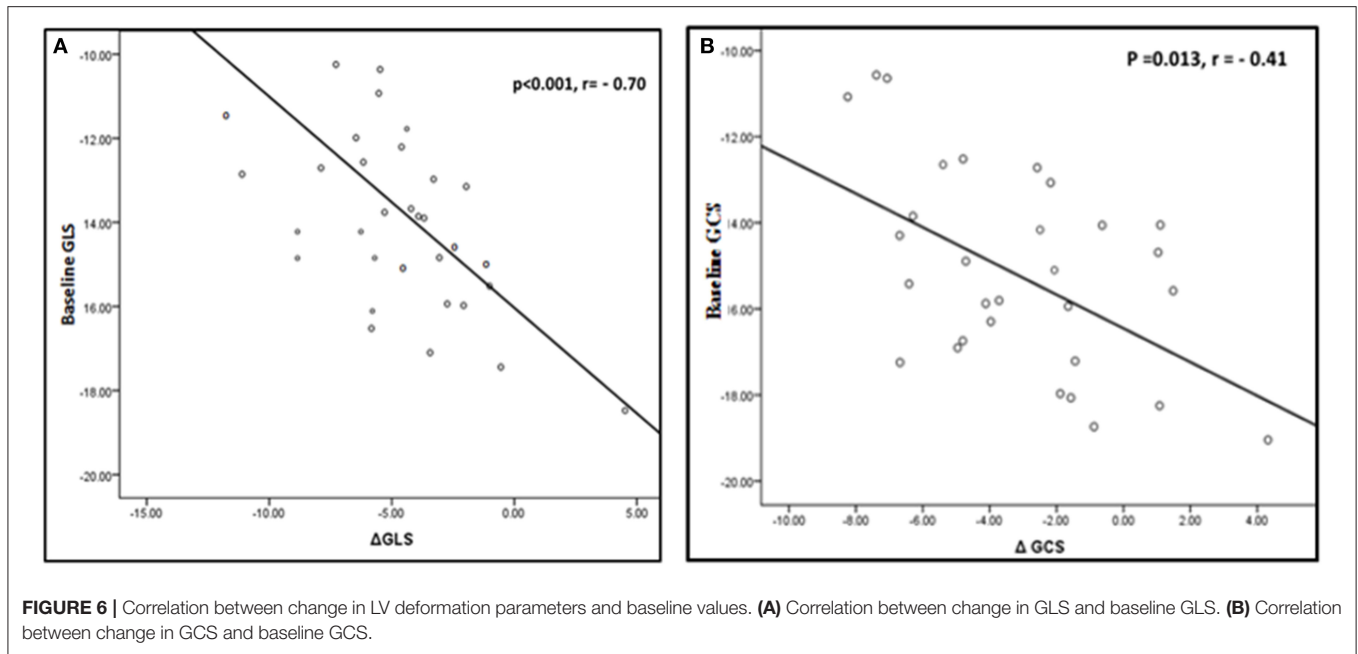 A
p<0.001, r= - 0.70
Baseline GLS
-10.00
-12.00
14.00
16.00
-18.00
-20.00
-15.00 -10.00 -5.00 0.00 5.00
ΔGLS
B
P =0.013, r = - 0.41
Baseline GCS
-10.00
-12.00
14.00
16.00
-18.00
-20.00
-10.00 -8.00 -6.00 -4.00 -2.00 0.00 2.00 4.00
Δ GCS
FIGURE 6 | Correlation between change in LV deformation parameters and baseline values. (A) Correlation between change in GLS and baseline GLS. (B) Correlation
between change in GCS and baseline GCS.